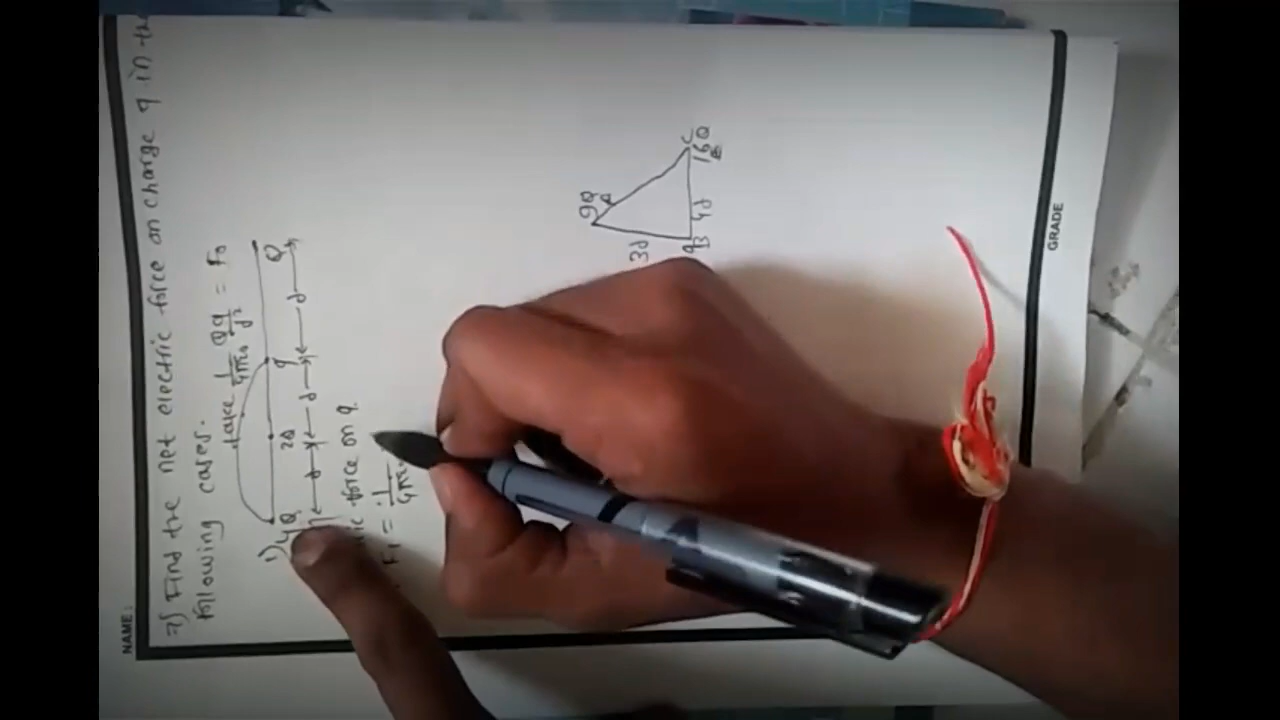 NAME:
7) Find the net electric force on charge q in the
following cases.
take 1/4πε₀ Qq/d² = F₀
1) 4Q 2Q q Q
d d d
force on q.
F1 = 1/4πε₀
9Q A
3d
q B 4d 16Q C
GRADE